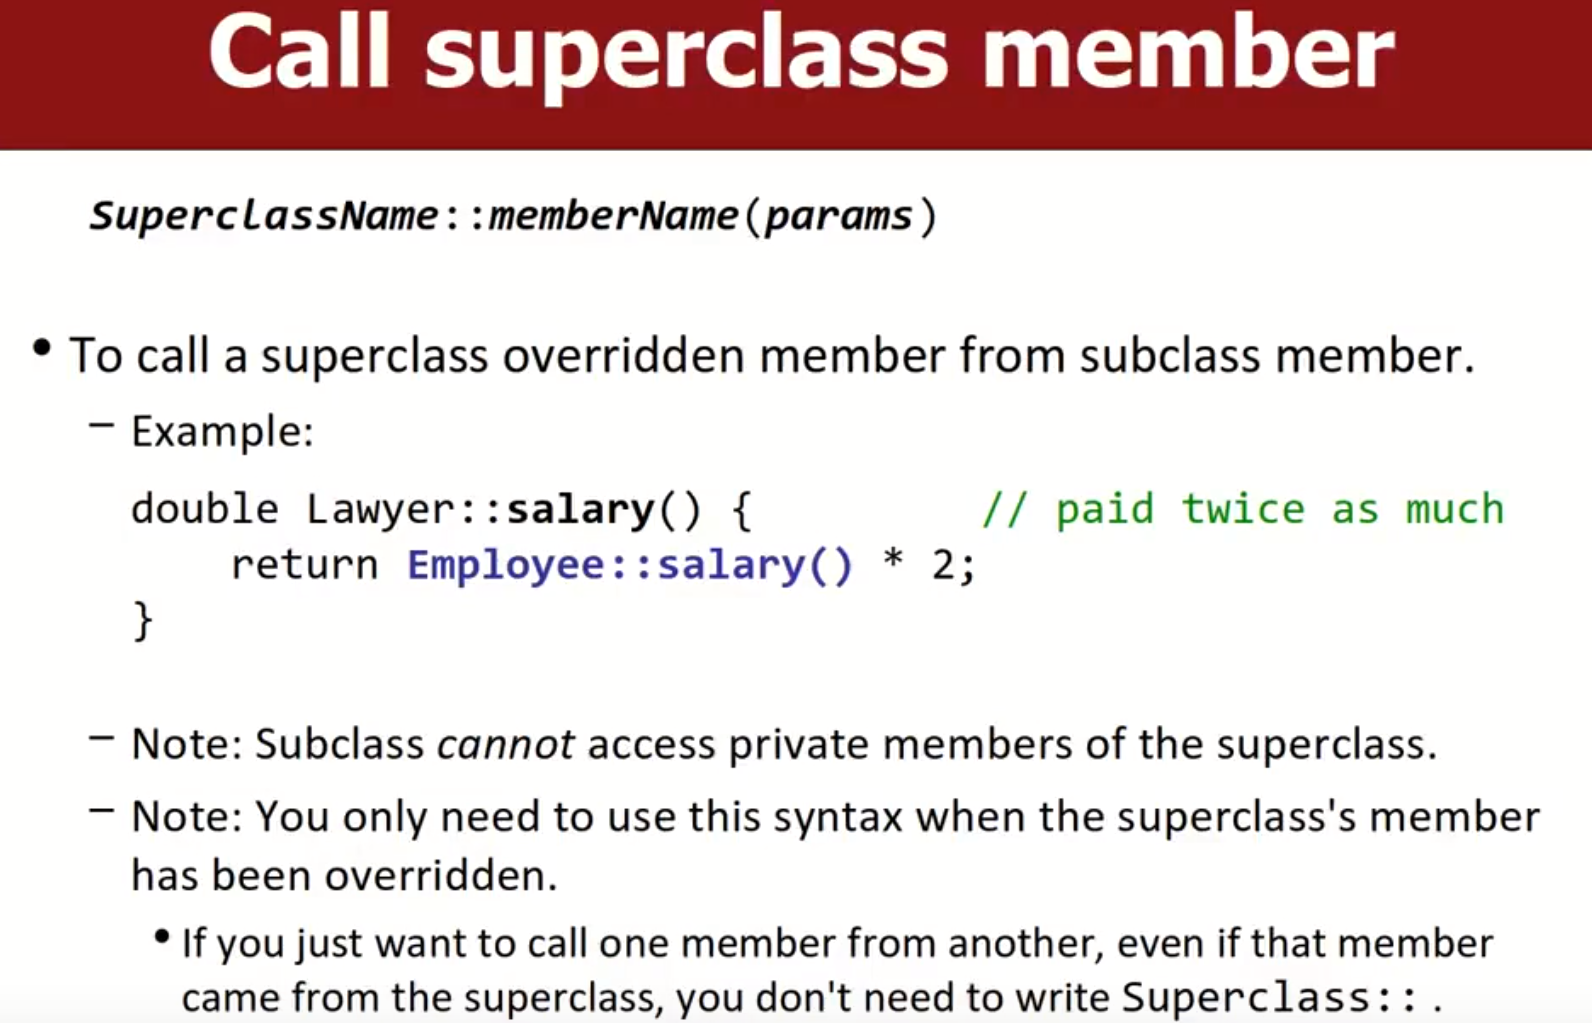 Call superclass member
SuperclassName::memberName(params)
• To call a superclass overridden member from subclass member.
– Example:
double Lawyer::salary() {          // paid twice as much
    return Employee::salary() * 2;
}
– Note: Subclass cannot access private members of the superclass.
– Note: You only need to use this syntax when the superclass's member
has been overridden.
• If you just want to call one member from another, even if that member
came from the superclass, you don't need to write Superclass:: .